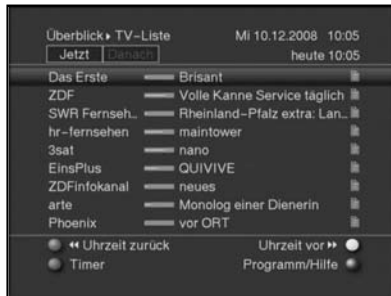 Überblick▸ TV-Liste Mi 10.12.2008 10:05
Jetzt Danach heute 10:05
Das Erste Brisant
ZDF Volle Kanne Service täglich
SWR Fernseh... Rheinland-Pfalz extra: Lan...
hr-fernsehen maintower
3sat nano
EinsPlus QUIVIVE
ZDFinfokanal neues
arte Monolog einer Dienerin
Phoenix vor ORT
◂◂ Uhrzeit zurück Uhrzeit vor ▸▸
Timer Programm/Hilfe